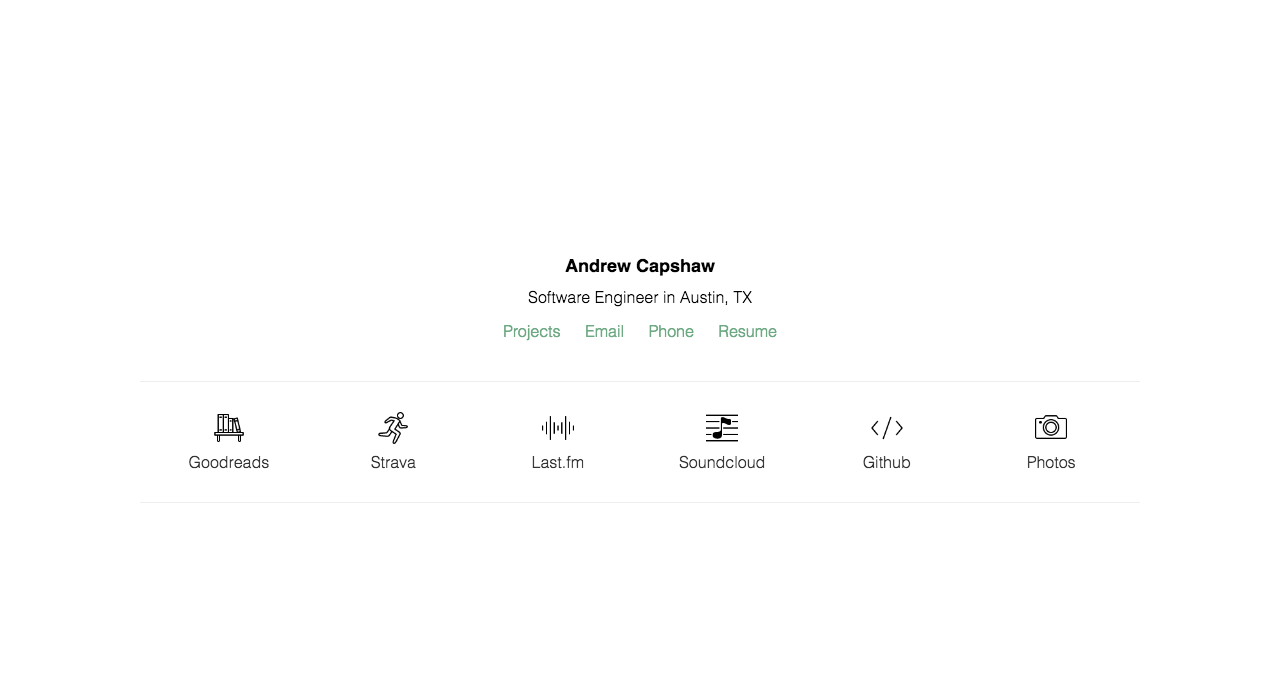 Andrew Capshaw
Software Engineer in Austin, TX
Projects Email Phone Resume
Goodreads Strava Last.fm Soundcloud Github Photos